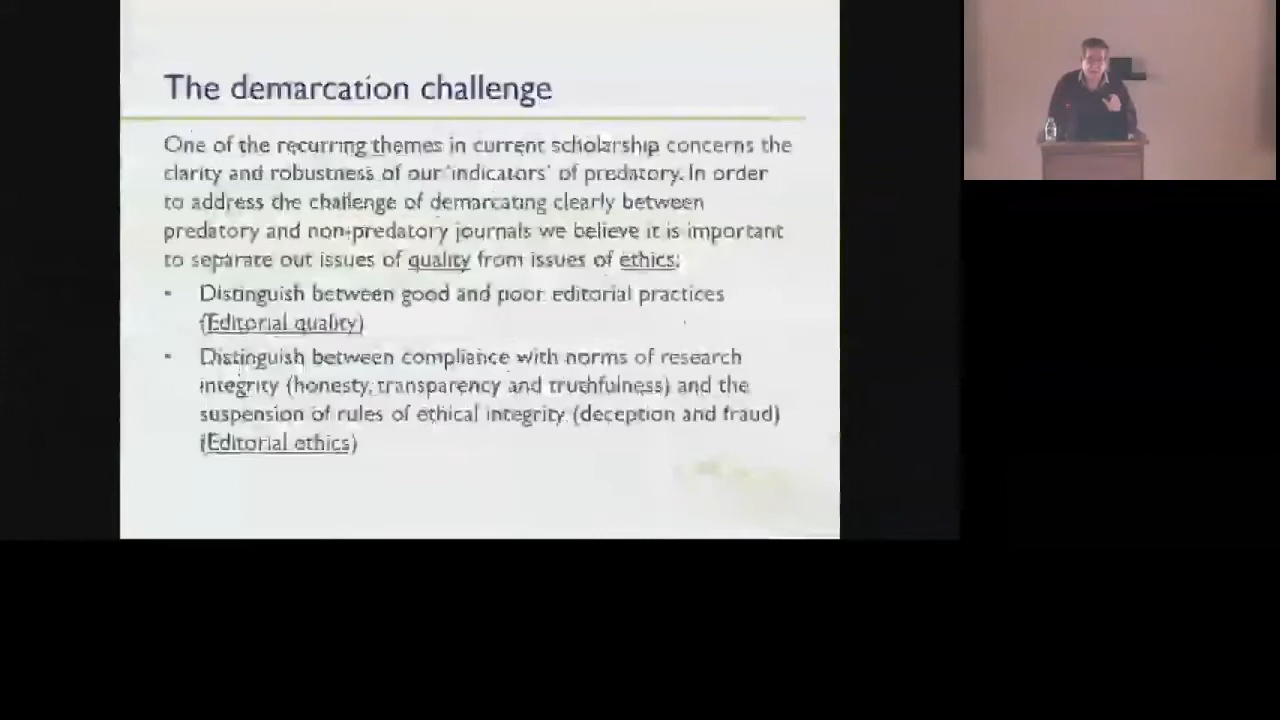 The demarcation challenge
One of the recurring themes in current scholarship concerns the
clarity and robustness of our 'indicators' of predatory. In order
to address the challenge of demarcating clearly between
predatory and non-predatory journals we believe it is important
to separate out issues of quality from issues of ethics:
- Distinguish between good and poor editorial practices
(Editorial quality)
- Distinguish between compliance with norms of research
integrity (honesty, transparency and truthfulness) and the
suspension of rules of ethical integrity (deception and fraud)
(Editorial ethics)